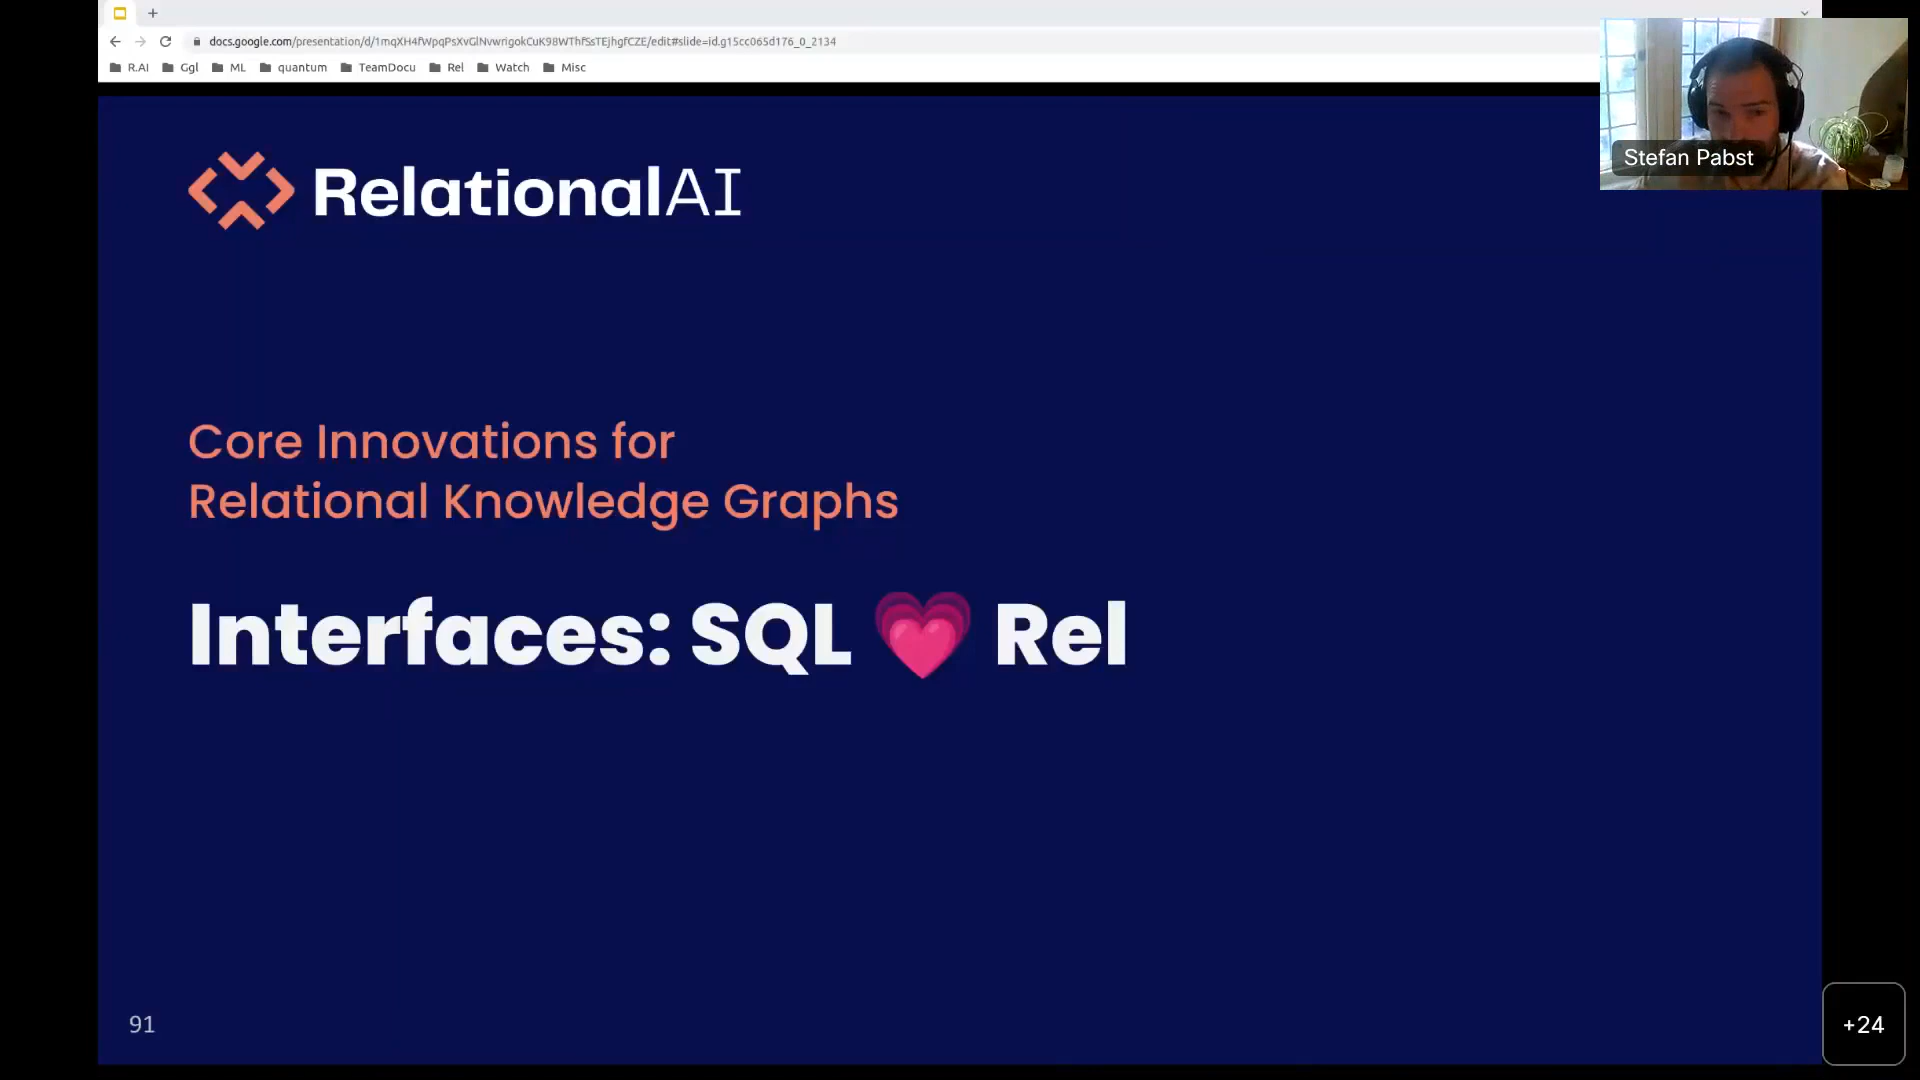 docs.google.com/presentation/d/1mqXH4fWpqPsXvGlNvwrigokCuK98WThfSsTEjhgfCZE/edit#slide=id.g15cc065d176_0_2134
R.AI Ggl ML quantum TeamDocu Rel Watch Misc
Stefan Pabst
RelationalAI
Core Innovations for
Relational Knowledge Graphs
Interfaces: SQL 💗 Rel
91
+24